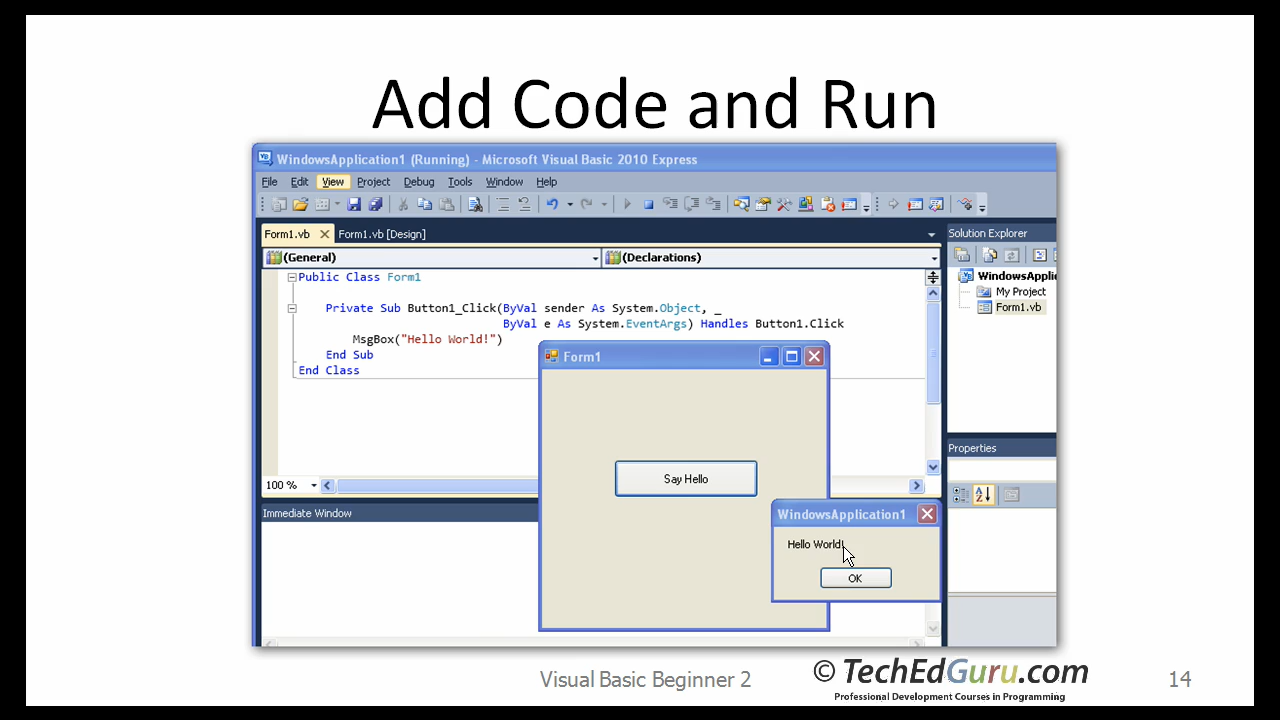 Add Code and Run
WindowsApplication1 (Running) - Microsoft Visual Basic 2010 Express
File Edit View Project Debug Tools Window Help
Form1.vb Form1.vb [Design]
Solution Explorer
(General) (Declarations)
Public Class Form1
Private Sub Button1_Click(ByVal sender As System.Object, _
ByVal e As System.EventArgs) Handles Button1.Click
MsgBox("Hello World!")
End Sub
End Class
My Project
Form1.vb
Form1
Say Hello
Properties
100 %
Immediate Window
WindowsApplication1
Hello World!
OK
Visual Basic Beginner 2
© TechEdGuru.com
Professional Development Courses in Programming
14